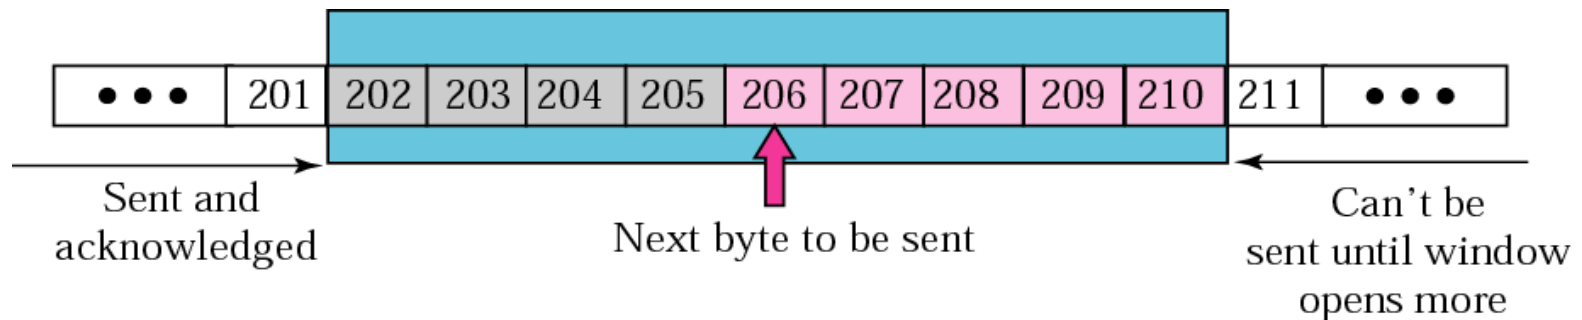 • • • 201 202 203 204 205 206 207 208 209 210 211 • • •
Sent and
acknowledged
Next byte to be sent
Can't be
sent until window
opens more